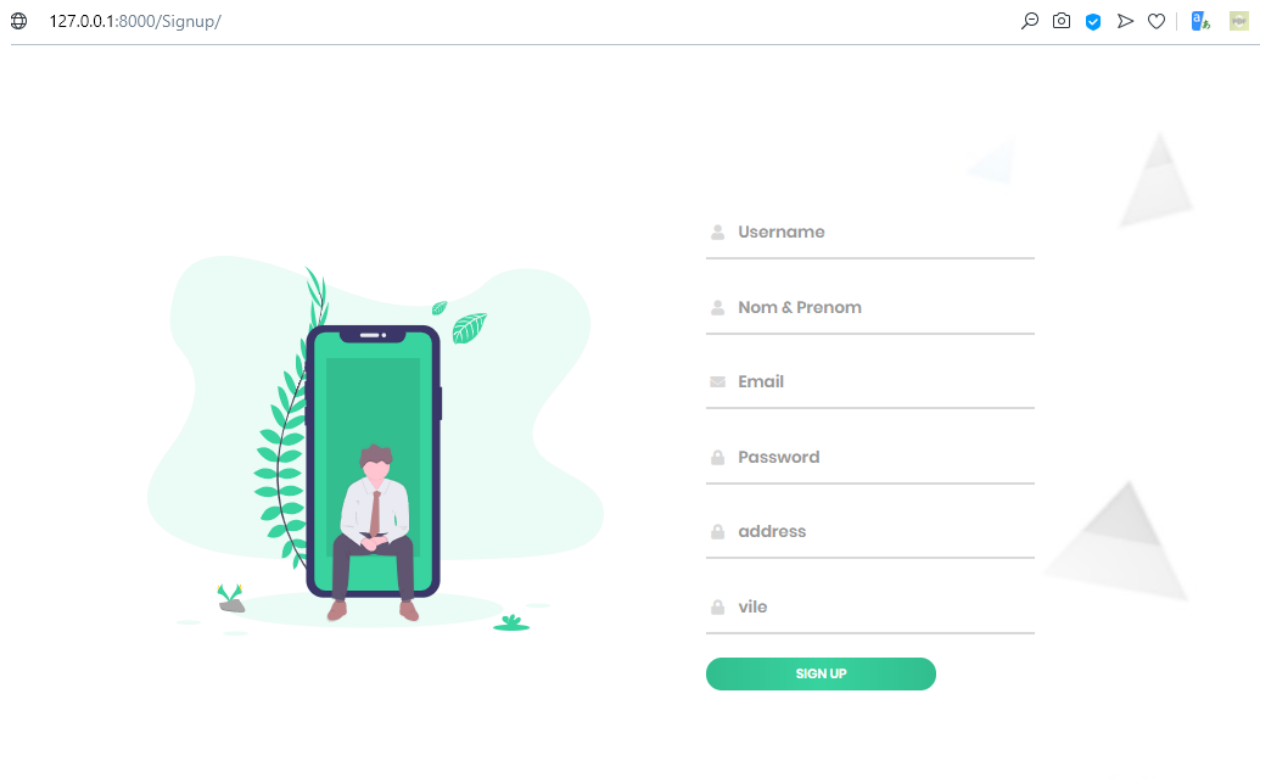 127.0.0.1:8000/Signup/
Username
Nom & Prenom
Email
Password
address
vile
SIGN UP